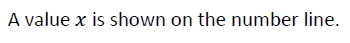 A value x is shown on the number line.